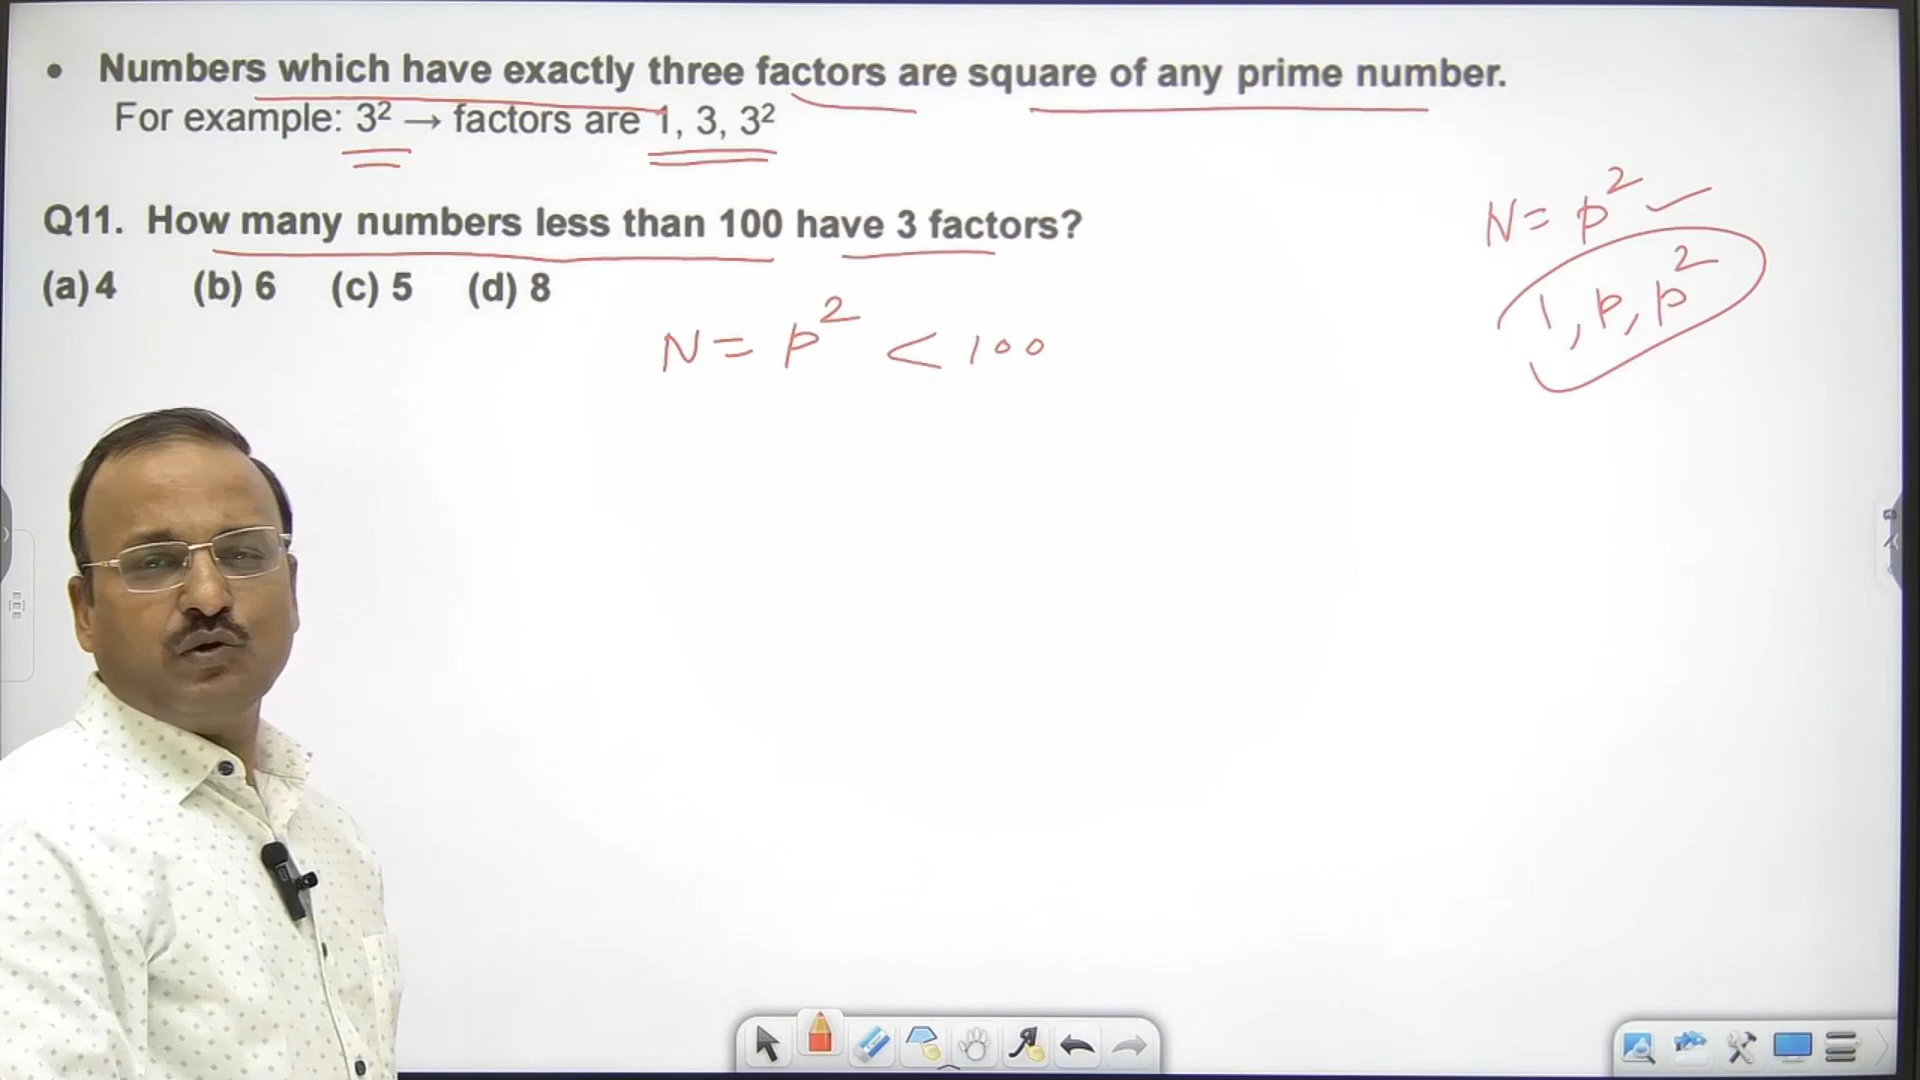 • Numbers which have exactly three factors are square of any prime number.
For example: 3² → factors are 1, 3, 3²
Q11. How many numbers less than 100 have 3 factors?
(a) 4 (b) 6 (c) 5 (d) 8
N = p² < 100
N = p²
1, p, p²